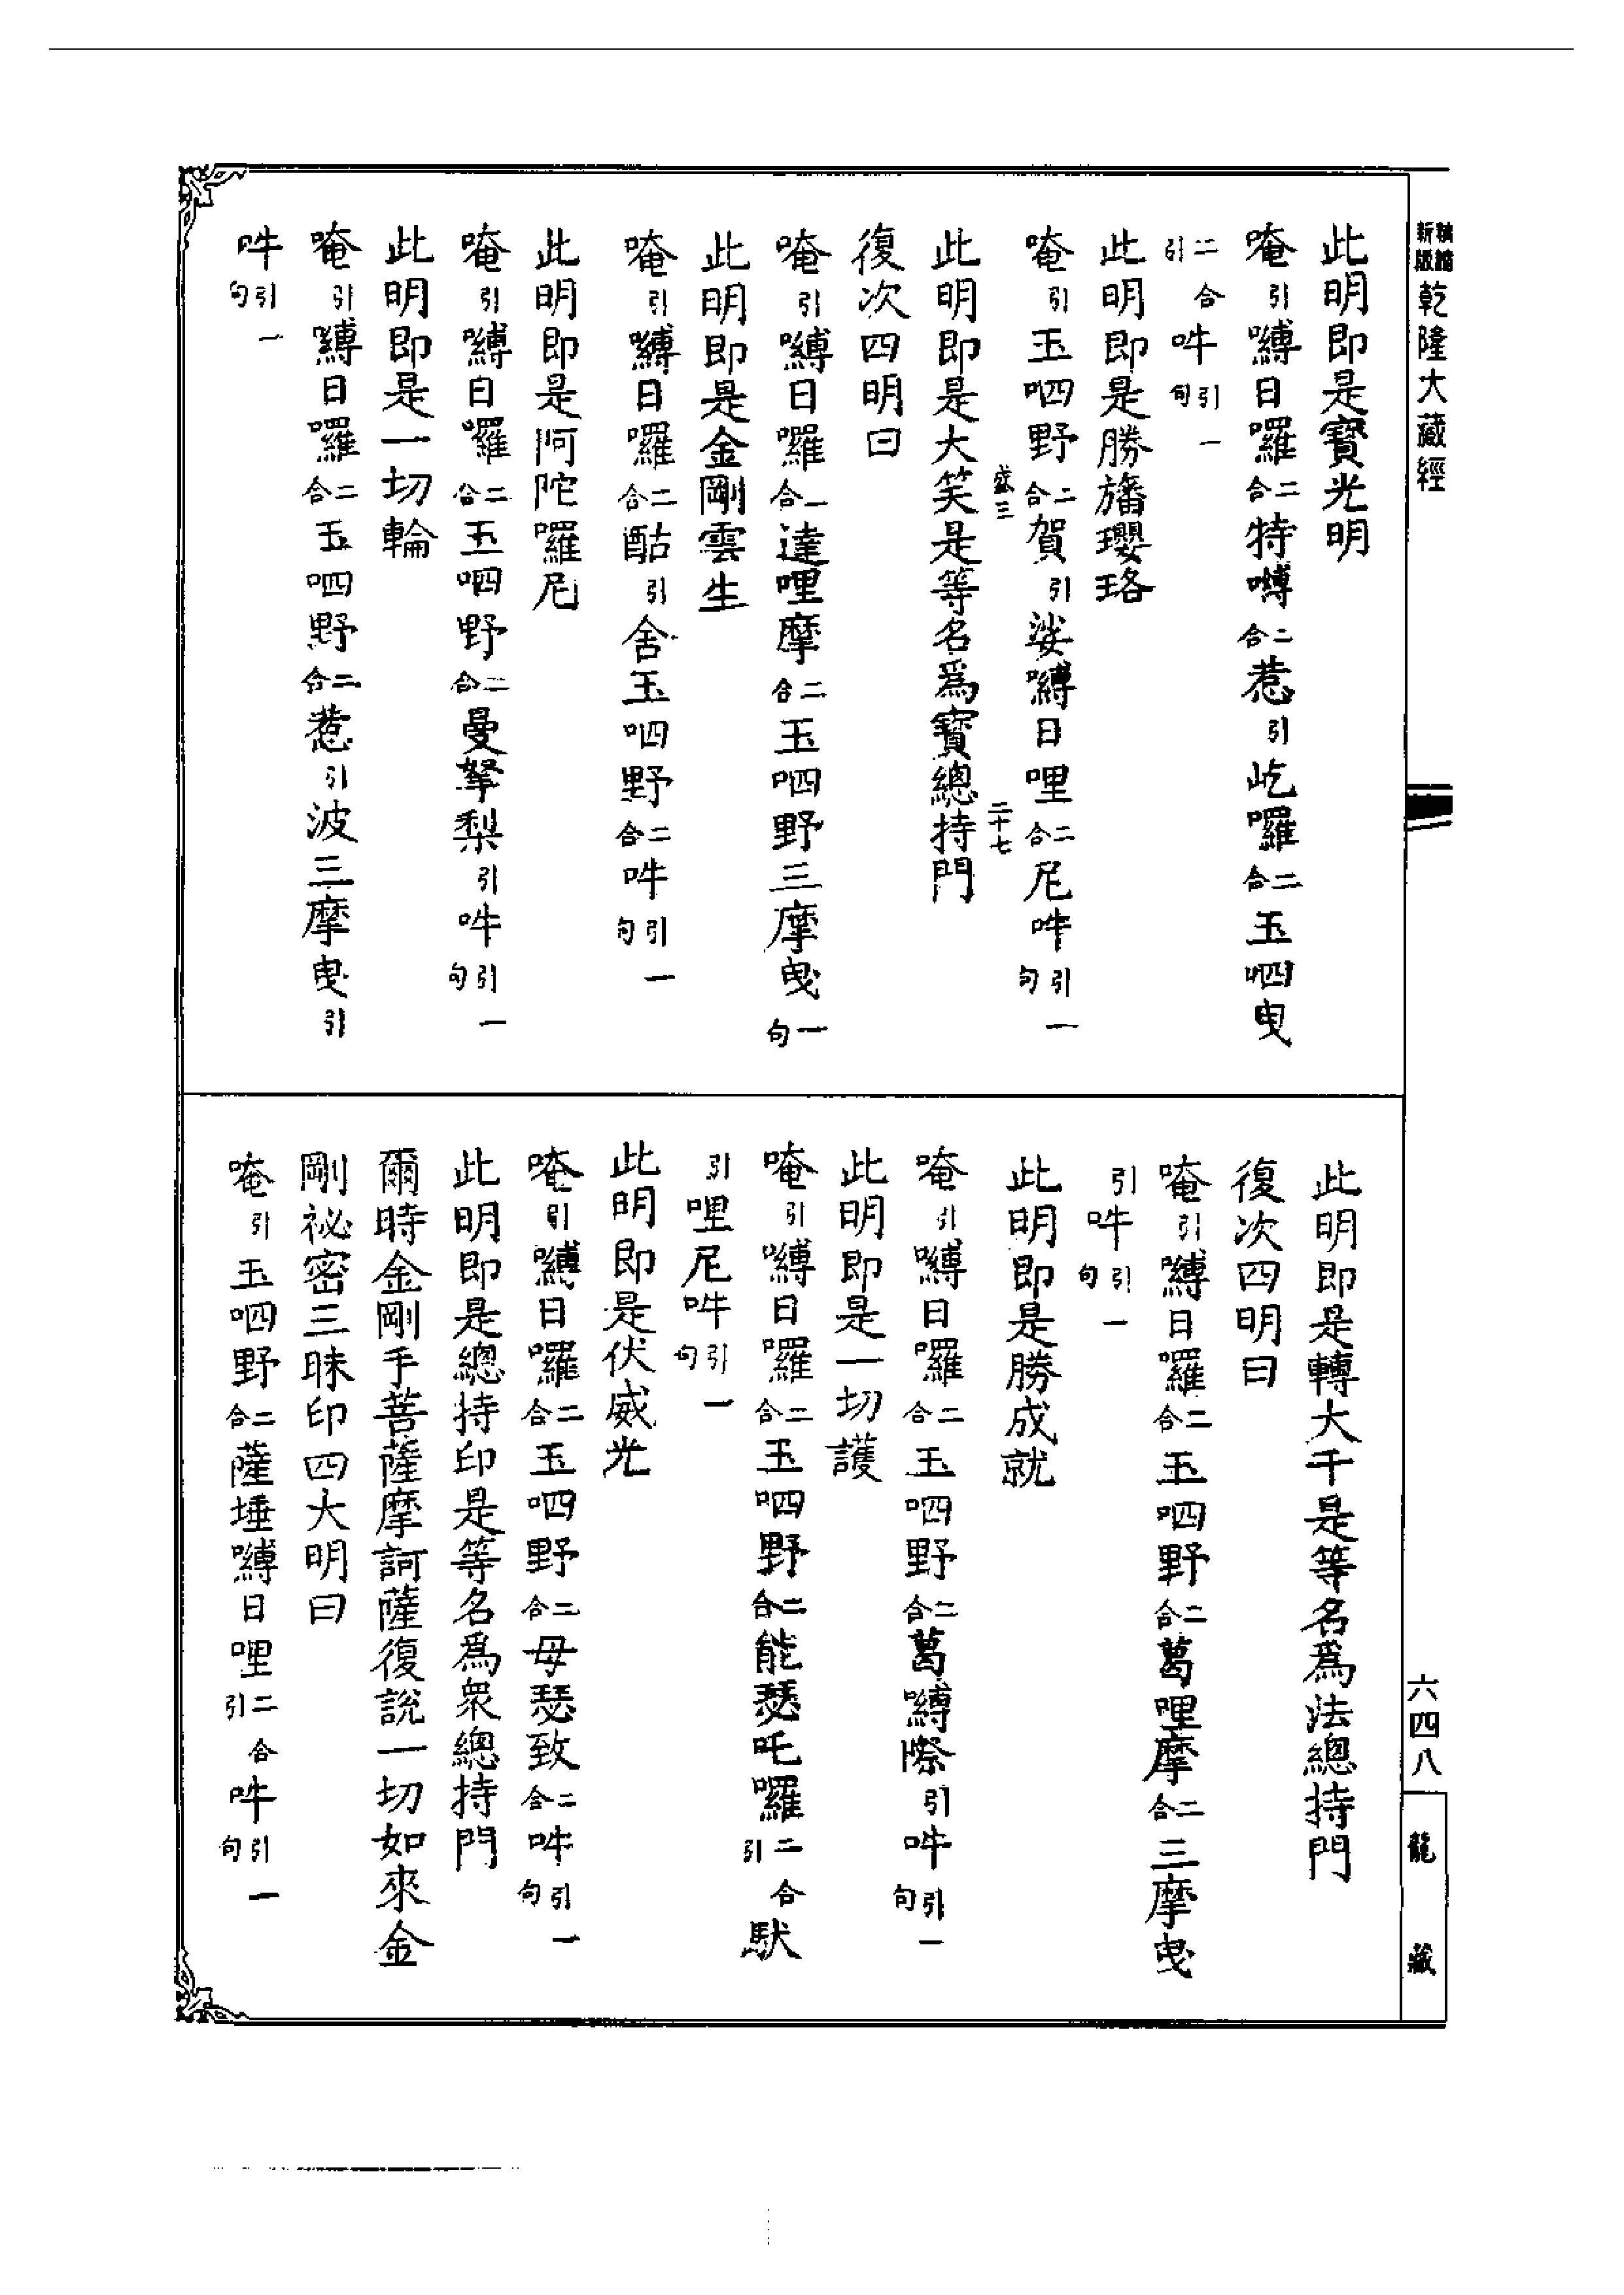 新版
乾隆大藏經
此明即是寶光明
唵引嚩日囉二合特嚩二合惹引屹囉二合玉呬曳
二合引吽引一句
此明即是勝旛瓔珞
唵引玉呬野二合賀引娑嚩日哩二合尼吽引一句
盛三
二十七
此明即是大笑是等名爲寶總持門
復次四明曰
唵引嚩日囉二合達哩摩二合玉呬野三摩曳一句
此明即是金剛雲生
唵引嚩日囉二合酤引舍玉呬野二合吽引一句
此明即是阿陀囉尼
唵引嚩日囉二合玉呬野二合曼拏梨引吽引一句
此明即是一切輪
唵引嚩日囉二合玉呬野二合惹引波三摩曳引
吽引一句
此明即是轉大千是等名爲法總持門
復次四明曰
唵引嚩日囉二合玉呬野二合葛哩摩二合三摩曳
引吽引一句
此明即是勝成就
唵引嚩日囉二合玉呬野二合葛嚩際引吽引一句
此明即是一切護
唵引嚩日囉二合玉呬野二合能瑟吒囉二合引馱
引哩尼吽引一句
此明即是伏威光
唵引嚩日囉二合玉呬野二合母瑟致二合吽引一句
此明即是總持印是等名爲衆總持門
爾時金剛手菩薩摩訶薩復說一切如來金
剛祕密三昧印四大明曰
唵引玉呬野二合薩埵嚩日哩二合引吽引一句
六四八
龍藏